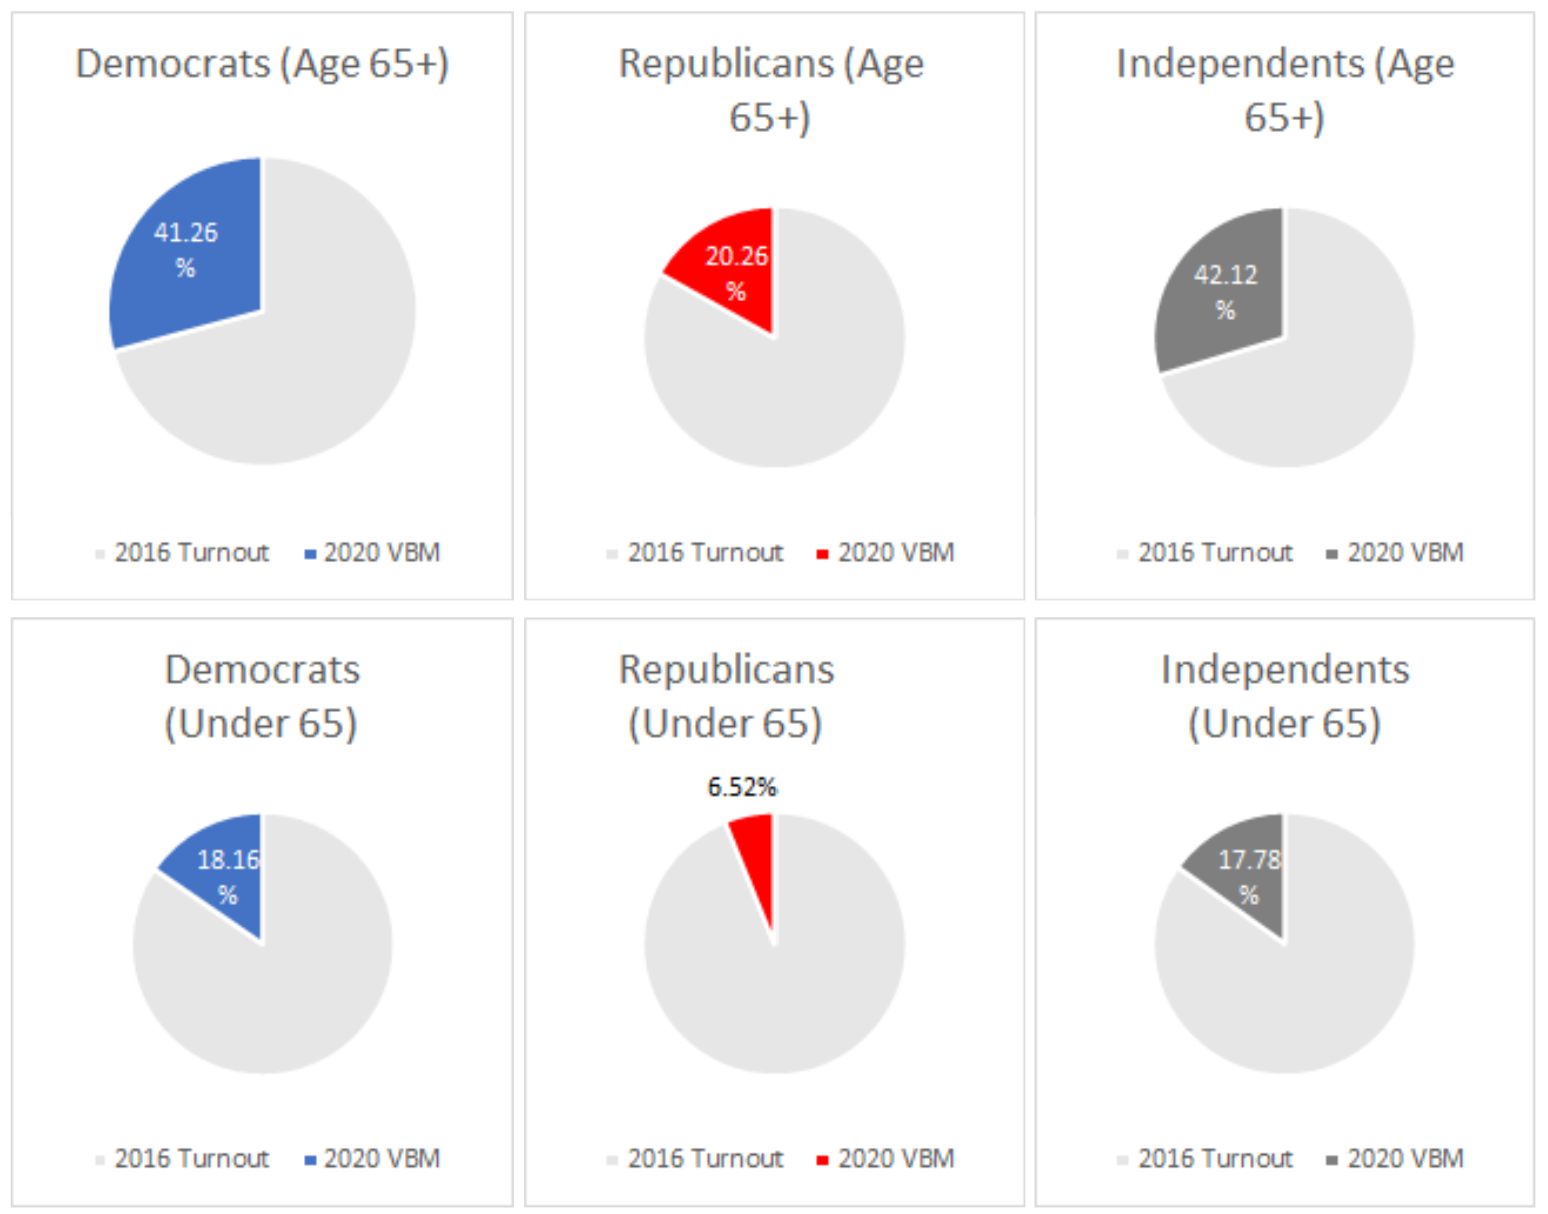 Democrats (Age 65+)
41.26
%
2016 Turnout 2020 VBM
Republicans (Age
65+)
20.26
%
2016 Turnout 2020 VBM
Independents (Age
65+)
42.12
%
2016 Turnout 2020 VBM
Democrats
(Under 65)
18.16
%
2016 Turnout 2020 VBM
Republicans
(Under 65)
6.52%
2016 Turnout 2020 VBM
Independents
(Under 65)
17.78
%
2016 Turnout 2020 VBM